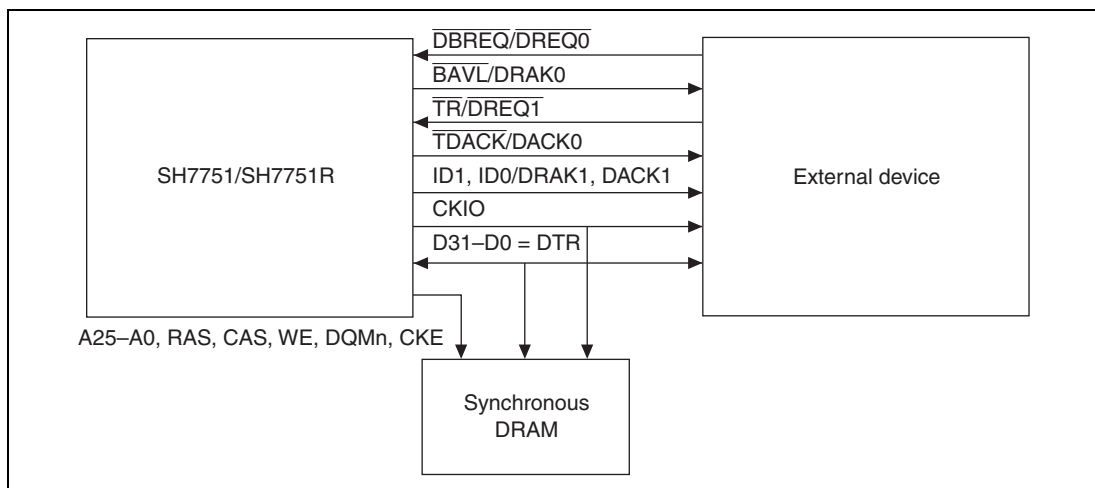 DBREQ/DREQ0
BAVL/DRAK0
TR/DREQ1
TDACK/DACK0
SH7751/SH7751R
External device
ID1, ID0/DRAK1, DACK1
CKIO
D31–D0 = DTR
A25–A0, RAS, CAS, WE, DQMn, CKE
Synchronous
DRAM